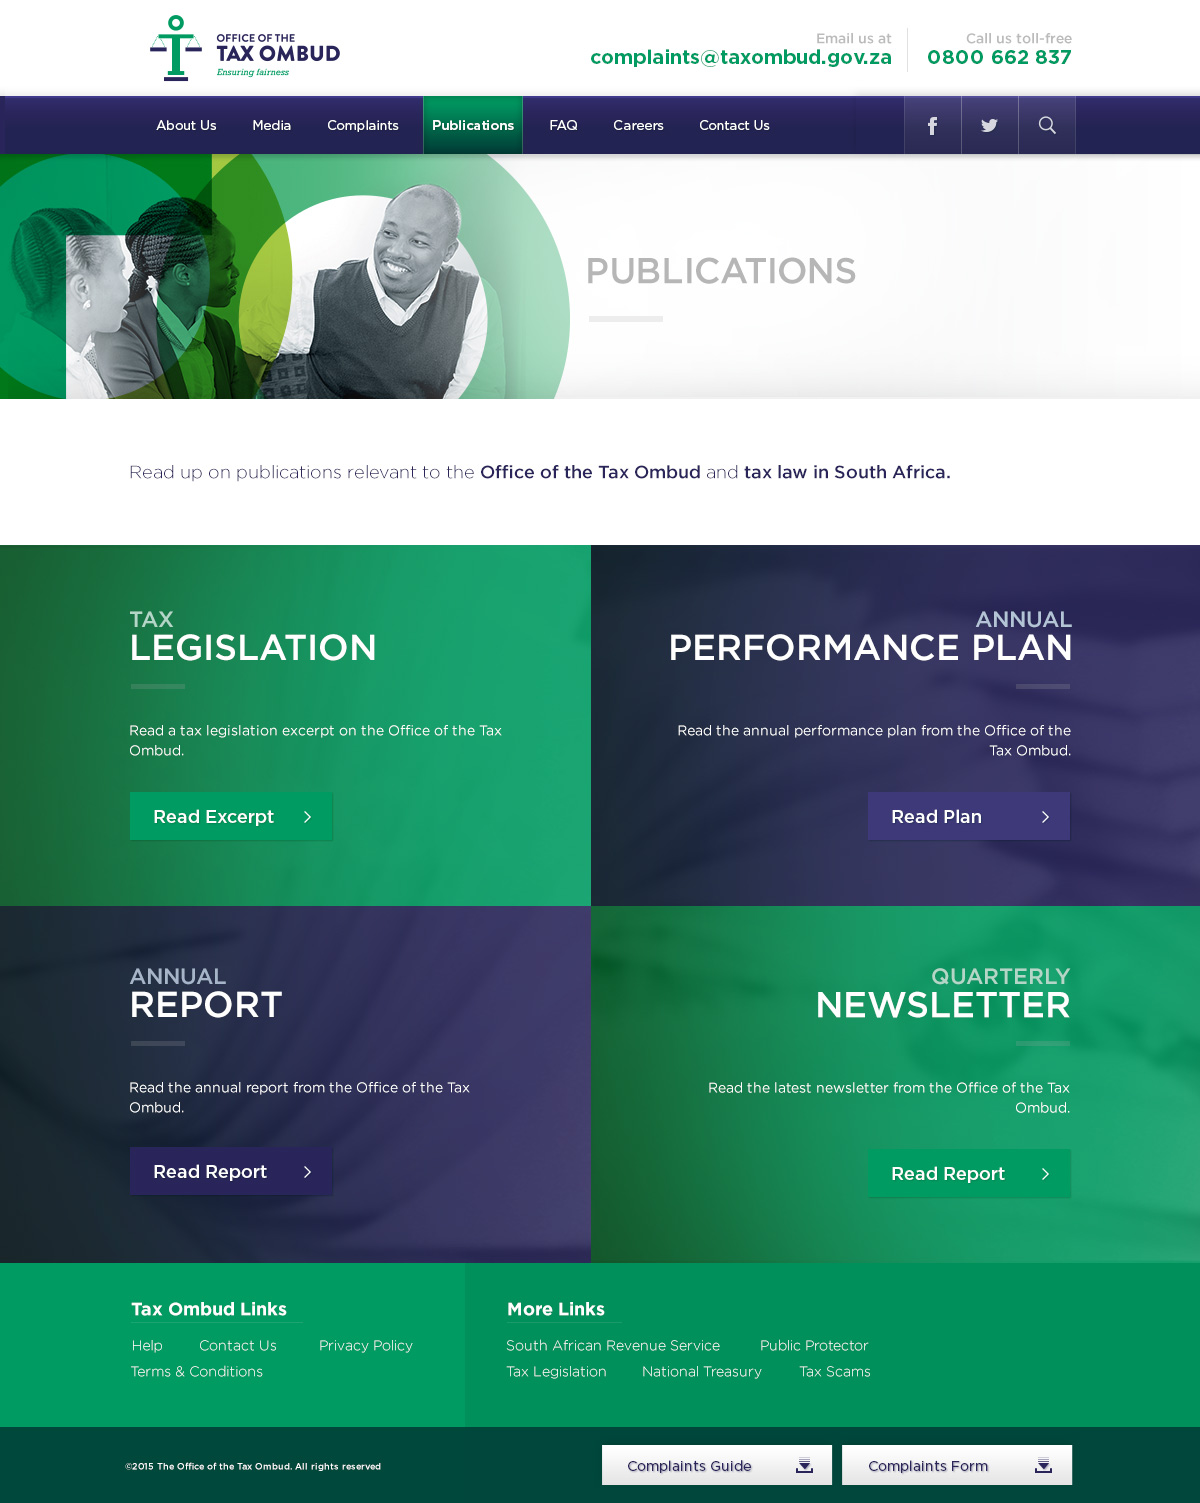 OFFICE OF THE
TAX OMBUD
Ensuring fairness
Email us at
complaints@taxombud.gov.za
Call us toll-free
0800 662 837
About Us
Media
Complaints
Publications
FAQ
Careers
Contact Us
PUBLICATIONS
Read up on publications relevant to the Office of the Tax Ombud and tax law in South Africa.
TAX
LEGISLATION
Read a tax legislation excerpt on the Office of the Tax
Ombud.
Read Excerpt
ANNUAL
PERFORMANCE PLAN
Read the annual performance plan from the Office of the
Tax Ombud.
Read Plan
ANNUAL
REPORT
Read the annual report from the Office of the Tax
Ombud.
Read Report
QUARTERLY
NEWSLETTER
Read the latest newsletter from the Office of the Tax
Ombud.
Read Report
Tax Ombud Links
Help
Contact Us
Privacy Policy
Terms & Conditions
More Links
South African Revenue Service
Public Protector
Tax Legislation
National Treasury
Tax Scams
©2015 The Office of the Tax Ombud. All rights reserved
Complaints Guide
Complaints Form